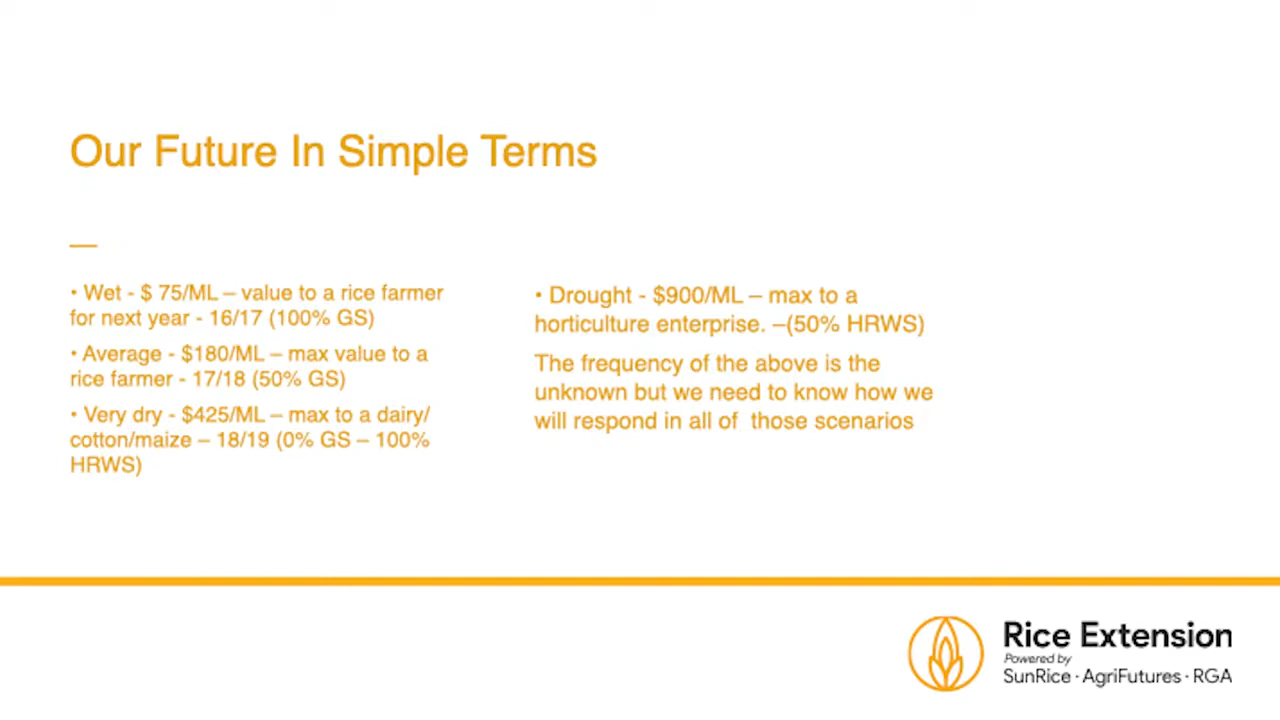 Our Future In Simple Terms
• Wet - $ 75/ML – value to a rice farmer
for next year - 16/17 (100% GS)
• Average - $180/ML – max value to a
rice farmer - 17/18 (50% GS)
• Very dry - $425/ML – max to a dairy/
cotton/maize – 18/19 (0% GS – 100%
HRWS)
• Drought - $900/ML – max to a
horticulture enterprise. –(50% HRWS)
The frequency of the above is the
unknown but we need to know how we
will respond in all of  those scenarios
Rice Extension
Powered by
SunRice · AgriFutures · RGA